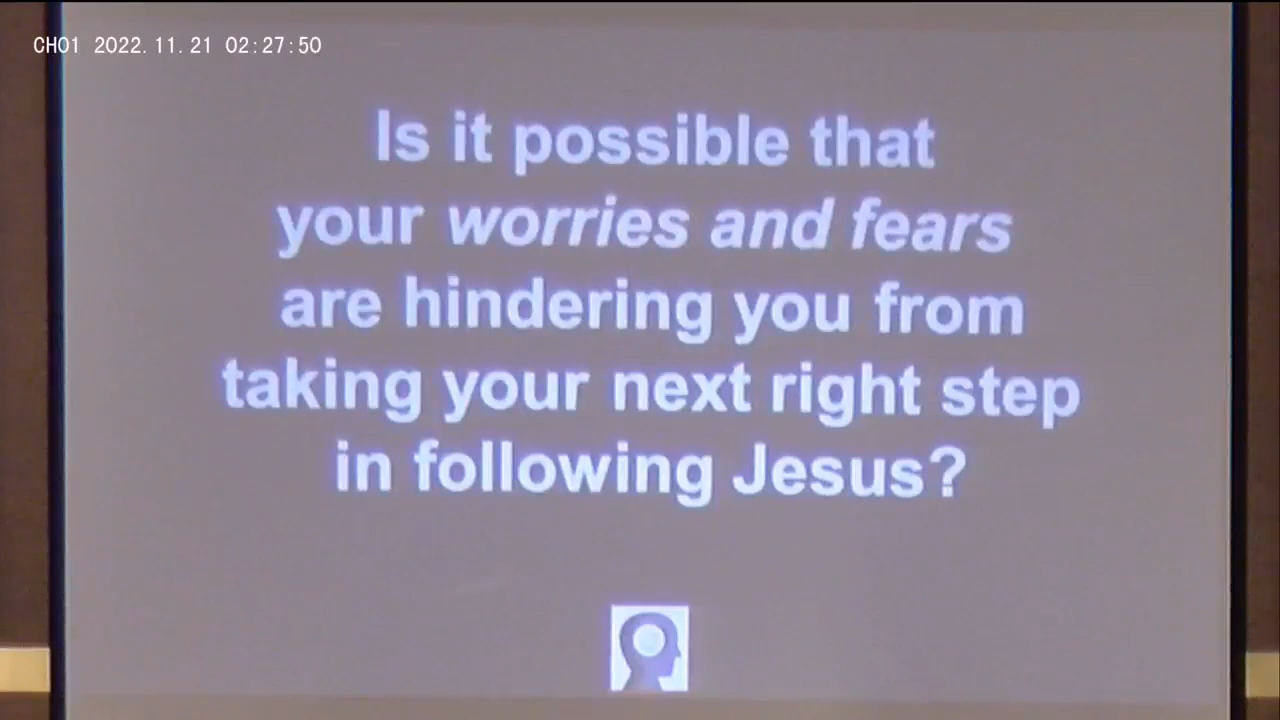 CH01 2022.11.21 02:27:50
Is it possible that
your worries and fears
are hindering you from
taking your next right step
in following Jesus?